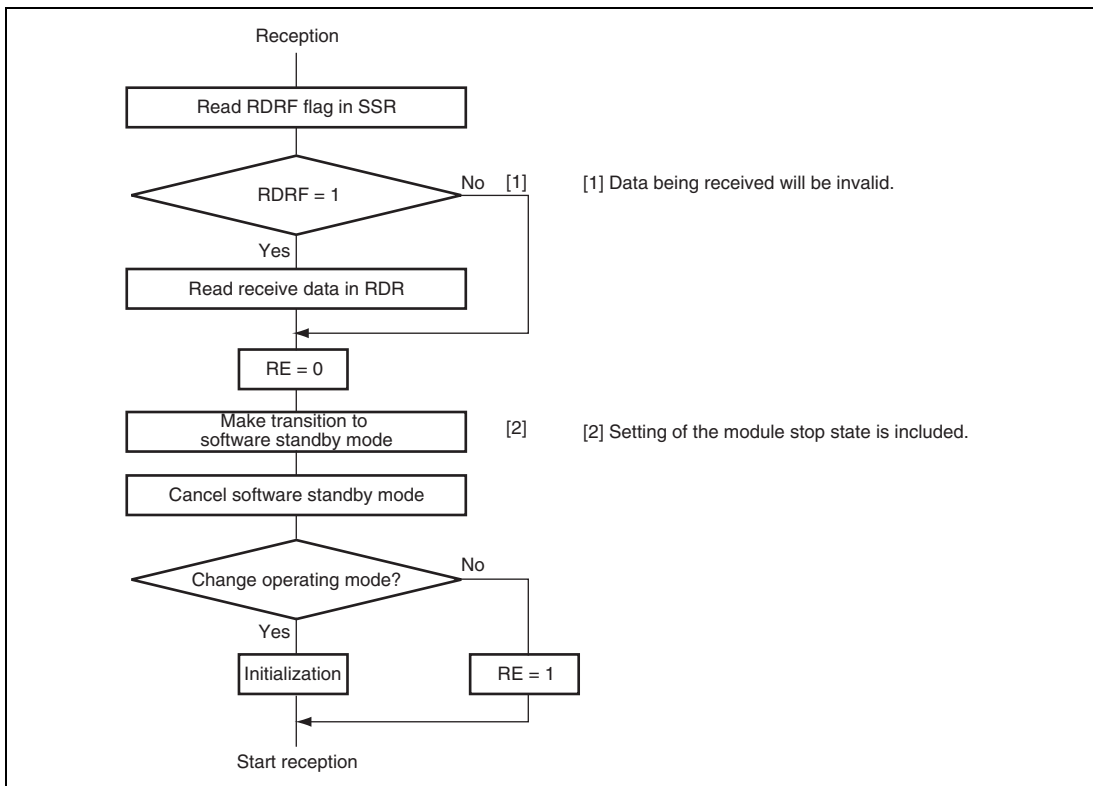 Reception
Read RDRF flag in SSR
RDRF = 1
No [1]
[1] Data being received will be invalid.
Yes
Read receive data in RDR
RE = 0
Make transition to
software standby mode
[2]
[2] Setting of the module stop state is included.
Cancel software standby mode
Change operating mode?
No
Yes
Initialization
RE = 1
Start reception